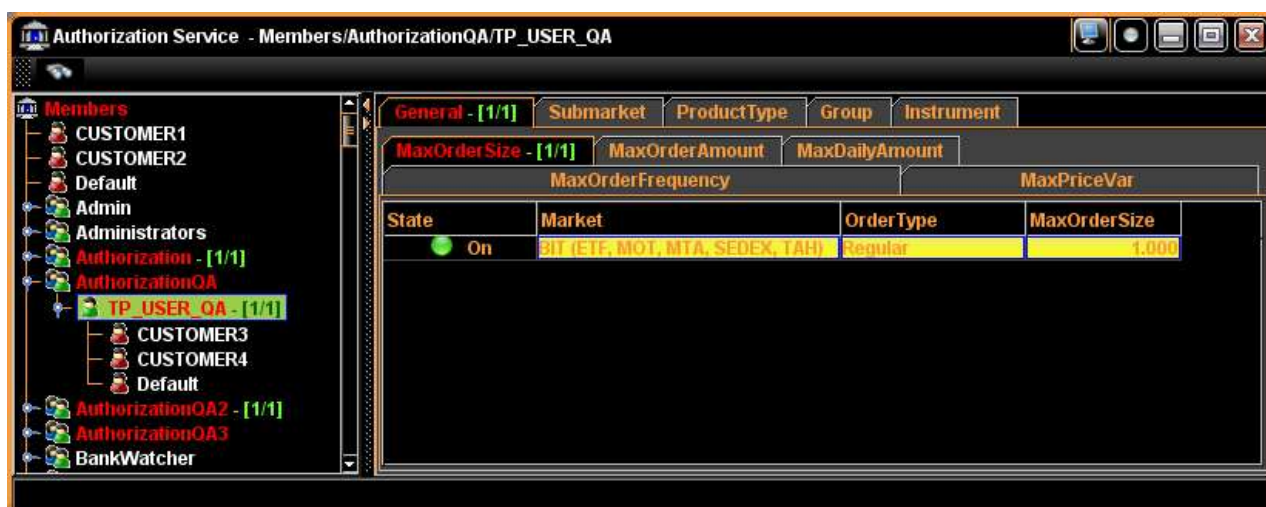 Authorization Service - Members/AuthorizationQA/TP_USER_QA
Members
CUSTOMER1
CUSTOMER2
Default
Admin
Administrators
Authorization - [1/1]
AuthorizationQA
TP_USER_QA - [1/1]
CUSTOMER3
CUSTOMER4
Default
AuthorizationQA2 - [1/1]
AuthorizationQA3
BankWatcher
General - [1/1] Submarket ProductType Group Instrument
MaxOrderSize - [1/1] MaxOrderAmount MaxDailyAmount
MaxOrderFrequency MaxPriceVar
State Market OrderType MaxOrderSize
On BIT (ETF, MOT, MTA, SEDEX, TAH) Regular 1.000